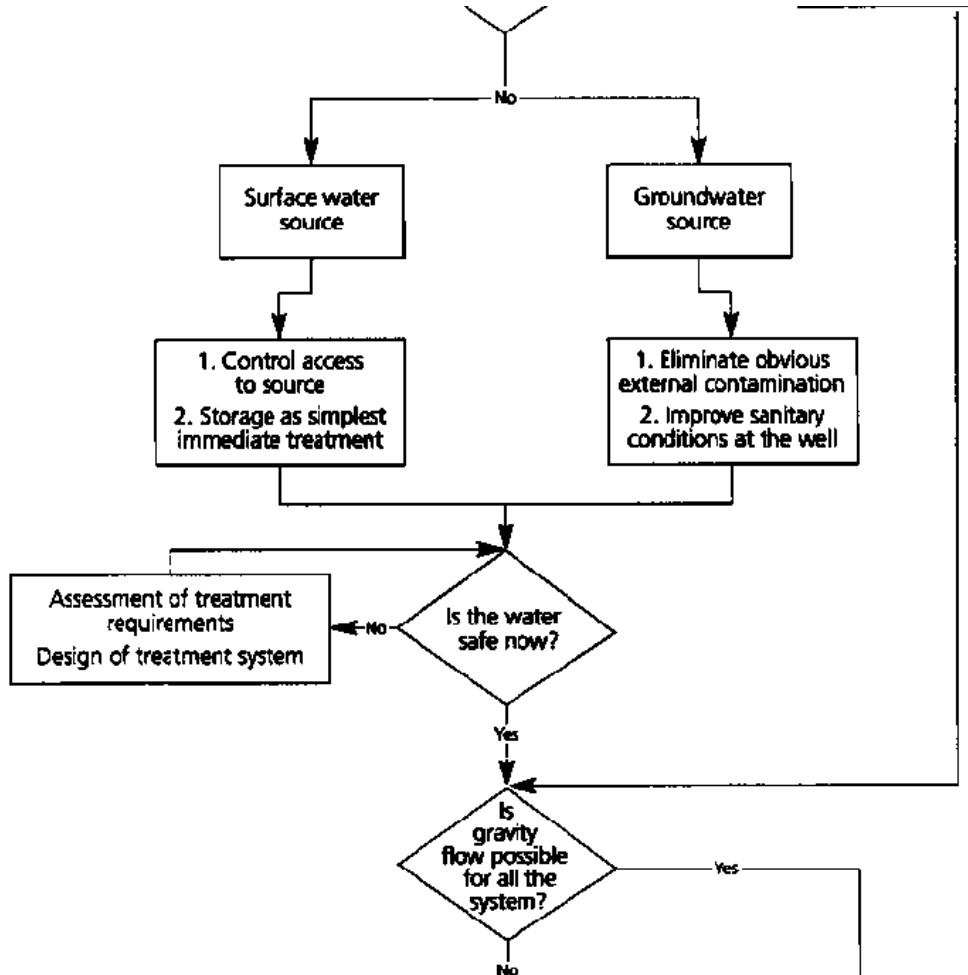 No
Surface water
source
Groundwater
source
1. Control access
to source
2. Storage as simplest
immediate treatment
1. Eliminate obvious
external contamination
2. Improve sanitary
conditions at the well
Assessment of treatment
requirements
Design of treatment system
No
Is the water
safe now?
Yes
Is
gravity
flow possible
for all the
system?
Yes
No